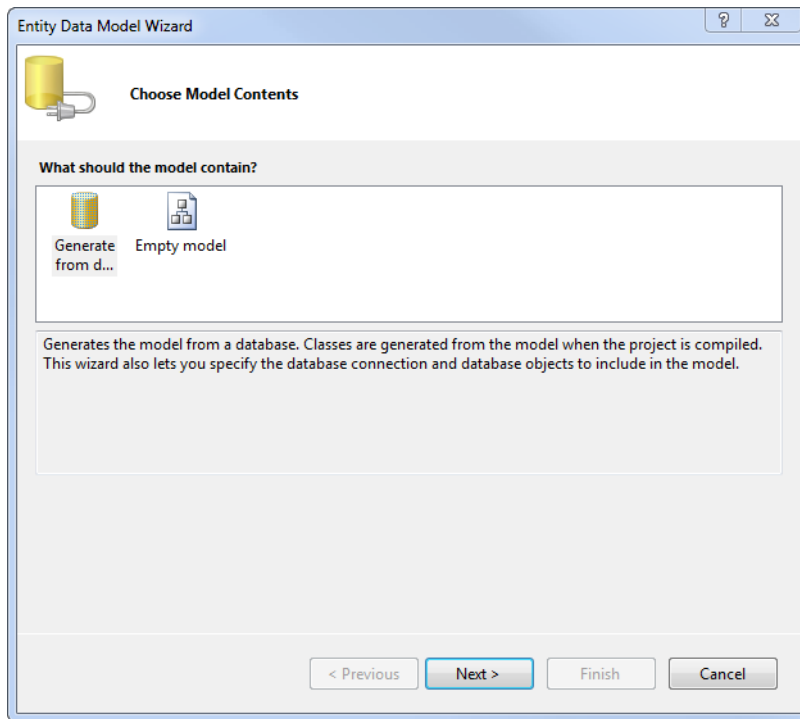 Entity Data Model Wizard
Choose Model Contents
What should the model contain?
Generate
from d...
Empty model
Generates the model from a database. Classes are generated from the model when the project is compiled.
This wizard also lets you specify the database connection and database objects to include in the model.
< Previous
Next >
Finish
Cancel